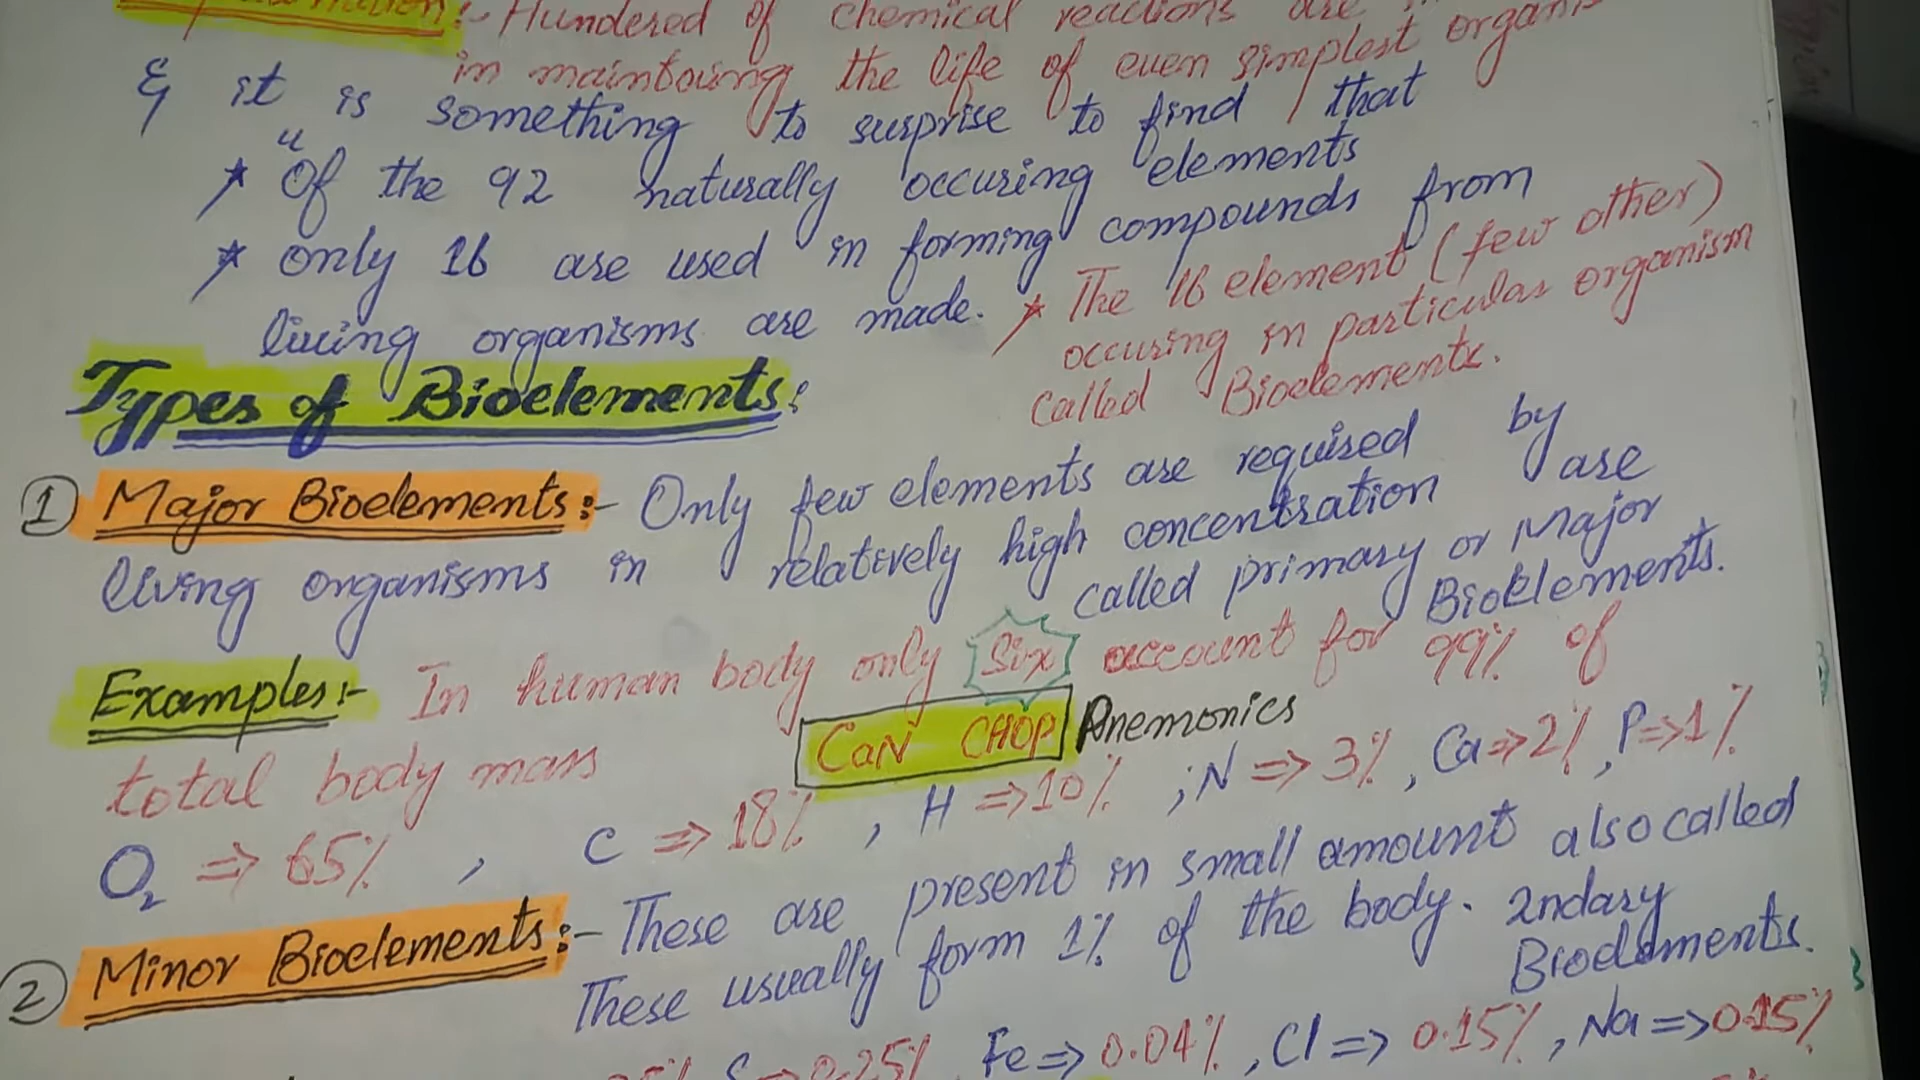 :- Hundered of chemical reactions are
in maintaing the life of even simplest organis
& it is something to surprise to find that
* "Of the 92 naturally occuring elements
* only 16 are used in forming compounds from
living organisms are made.
* The 16 element (few other)
occuring in particular organism
called Bioelements.
Types of Bioelements:
1 Major Bioelements:- Only few elements are required by
living organisms in relatively high concentration are
called primary or Major
Bioelements.
Examples:- In human body only Six account for 99% of
total body mass CaN CHOP Mnemonics
O2 => 65% , C => 18% , H => 10% ; N => 3% , Ca => 2% , P => 1%
2 Minor Bioelements:- These are present in small amount also called
These usually form 1% of the body. 2ndary
Bioelements.
S => 0.25% Fe => 0.04% , Cl => 0.15% , Na => 0.15%